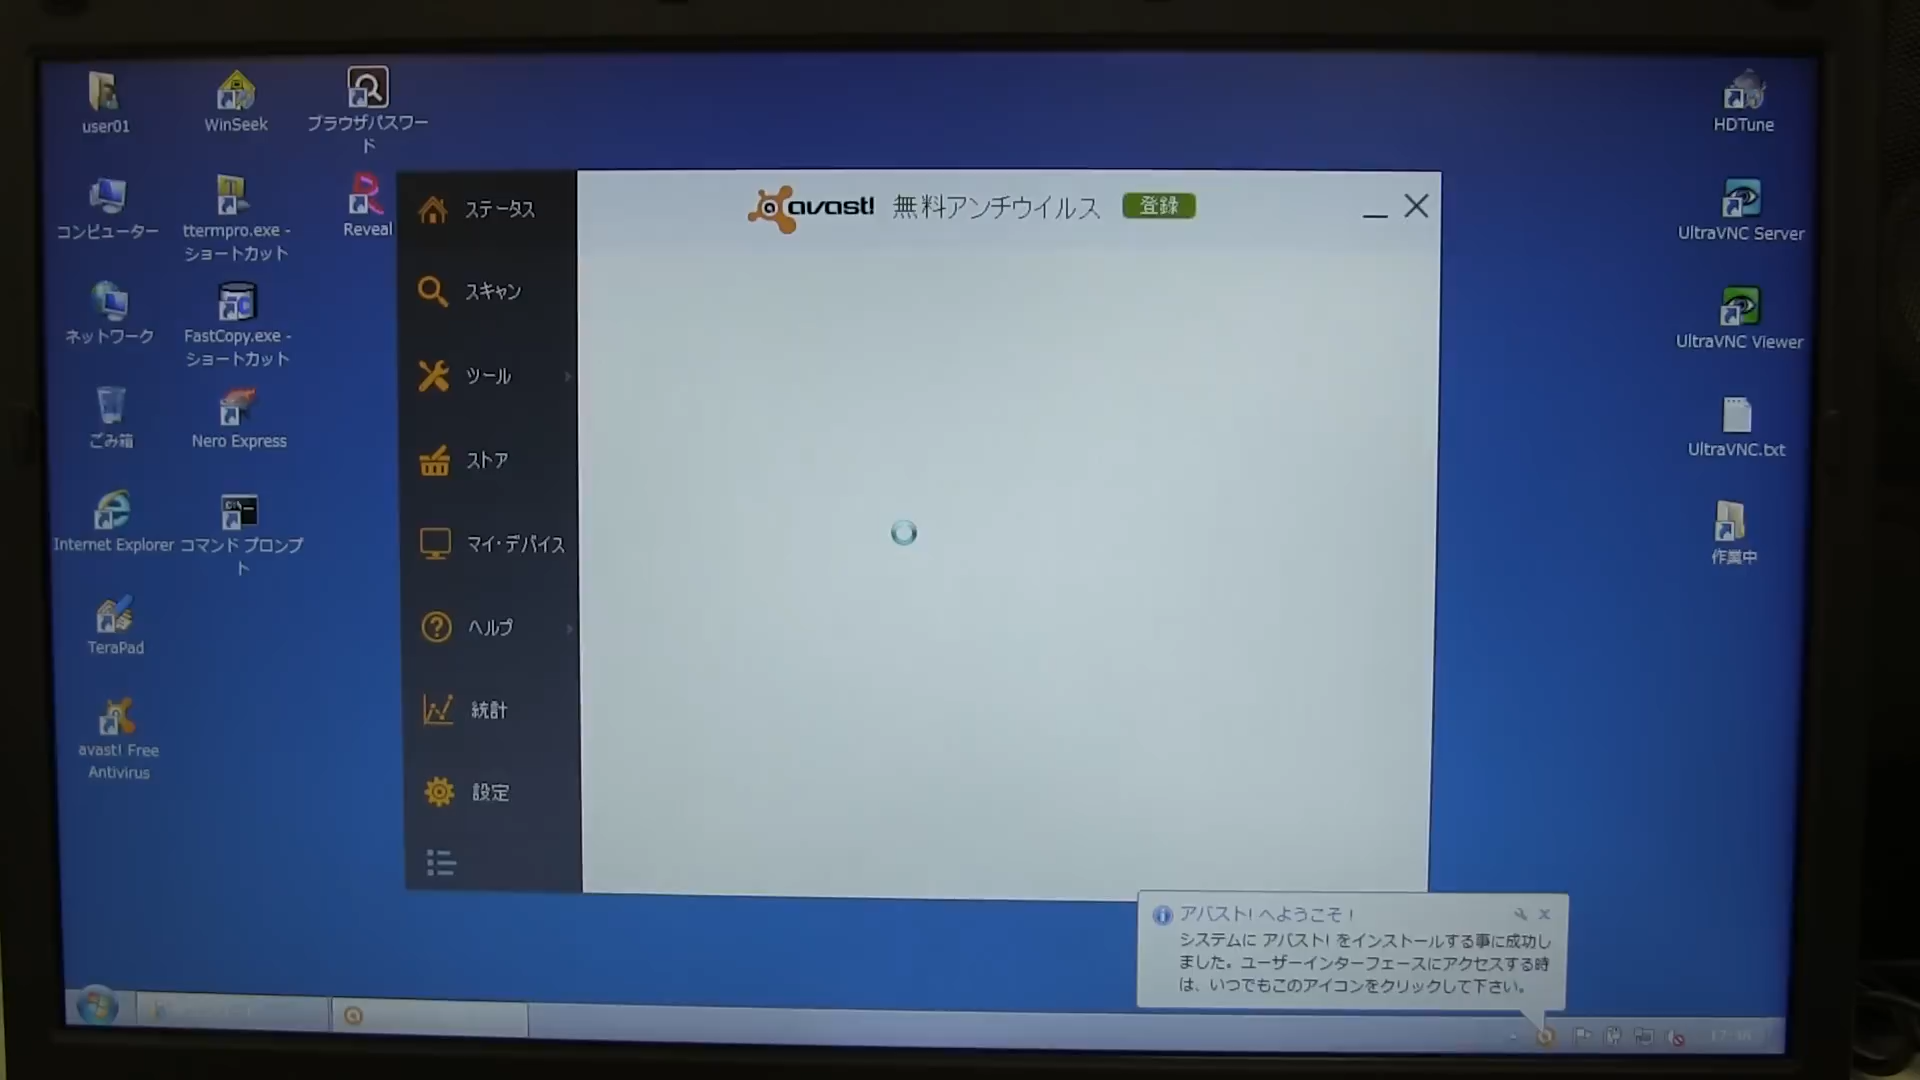 user01
WinSeek
ブラウザパスワー
ド
コンピューター
ttermpro.exe -
ショートカット
Reveal
ネットワーク
FastCopy.exe -
ショートカット
ごみ箱
Nero Express
Internet Explorer
コマンド プロンプ
ト
TeraPad
avast! Free
Antivirus
ステータス
スキャン
ツール
ストア
マイ・デバイス
ヘルプ
統計
設定
avast! 無料アンチウイルス 登録
HDTune
UltraVNC Server
UltraVNC Viewer
UltraVNC.txt
作業中
アバスト! へようこそ !
システムに アバスト! をインストールする事に成功し
ました。ユーザーインターフェースにアクセスする時
は、いつでもこのアイコンをクリックして下さい。